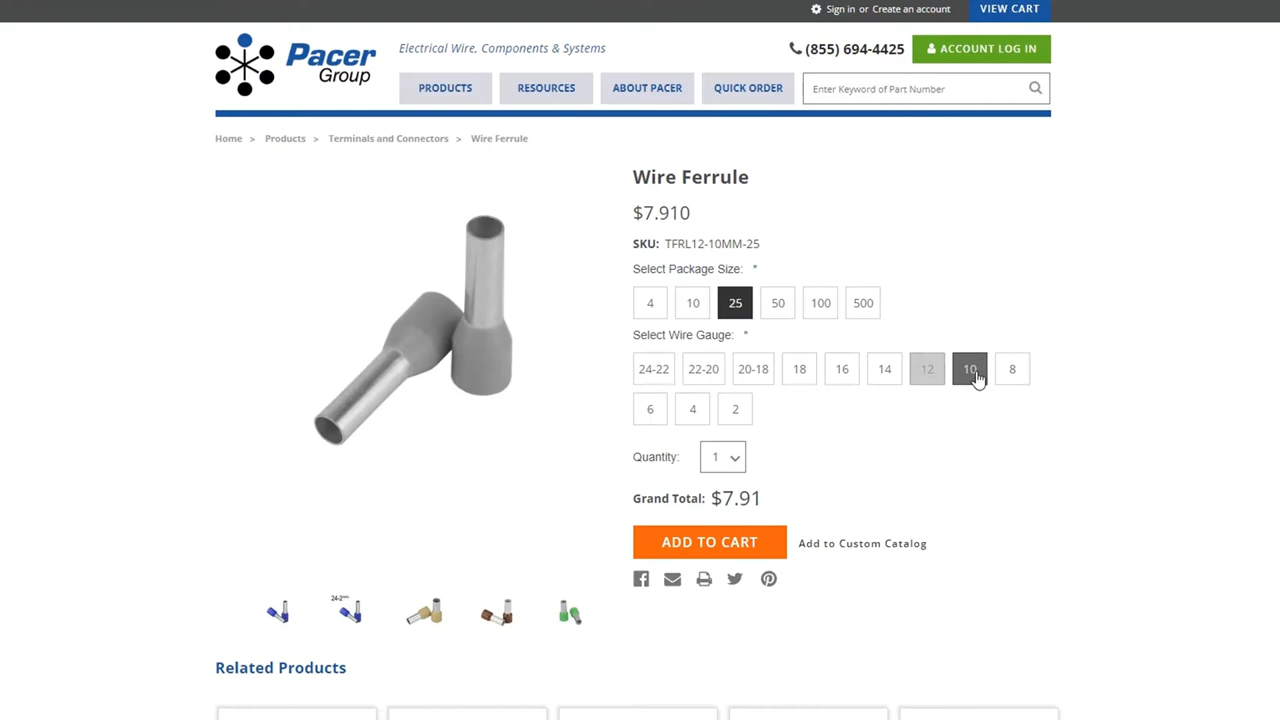 Sign in or Create an account
VIEW CART
Pacer
Group
Electrical Wire, Components & Systems
(855) 694-4425
ACCOUNT LOG IN
PRODUCTS
RESOURCES
ABOUT PACER
QUICK ORDER
Enter Keyword of Part Number
Home > Products > Terminals and Connectors > Wire Ferrule
Wire Ferrule
$7.910
SKU: TFRL12-10MM-25
Select Package Size: *
4 10 25 50 100 500
Select Wire Gauge: *
24-22 22-20 20-18 18 16 14 12 10 8
6 4 2
Quantity: 1
Grand Total: $7.91
ADD TO CART
Add to Custom Catalog
Related Products